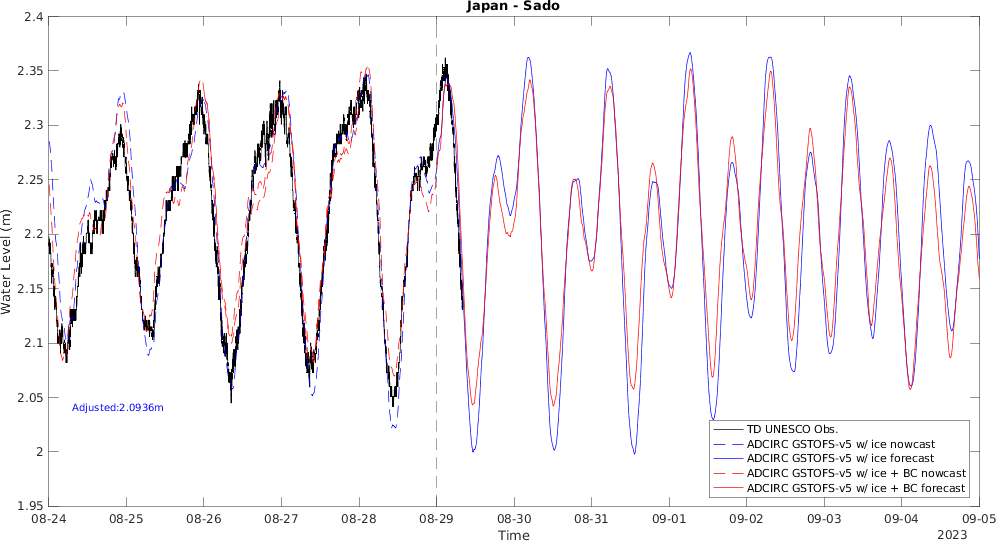 Japan - Sado
2.4
2.35
2.3
2.25
2.2
2.15
2.1
2.05
2
1.95
Water Level (m)
Adjusted:2.0936m
TD UNESCO Obs.
ADCIRC GSTOFS-v5 w/ ice nowcast
ADCIRC GSTOFS-v5 w/ ice forecast
ADCIRC GSTOFS-v5 w/ ice + BC nowcast
ADCIRC GSTOFS-v5 w/ ice + BC forecast
08-24 08-25 08-26 08-27 08-28 08-29 08-30 08-31 09-01 09-02 09-03 09-04 09-05
Time
2023